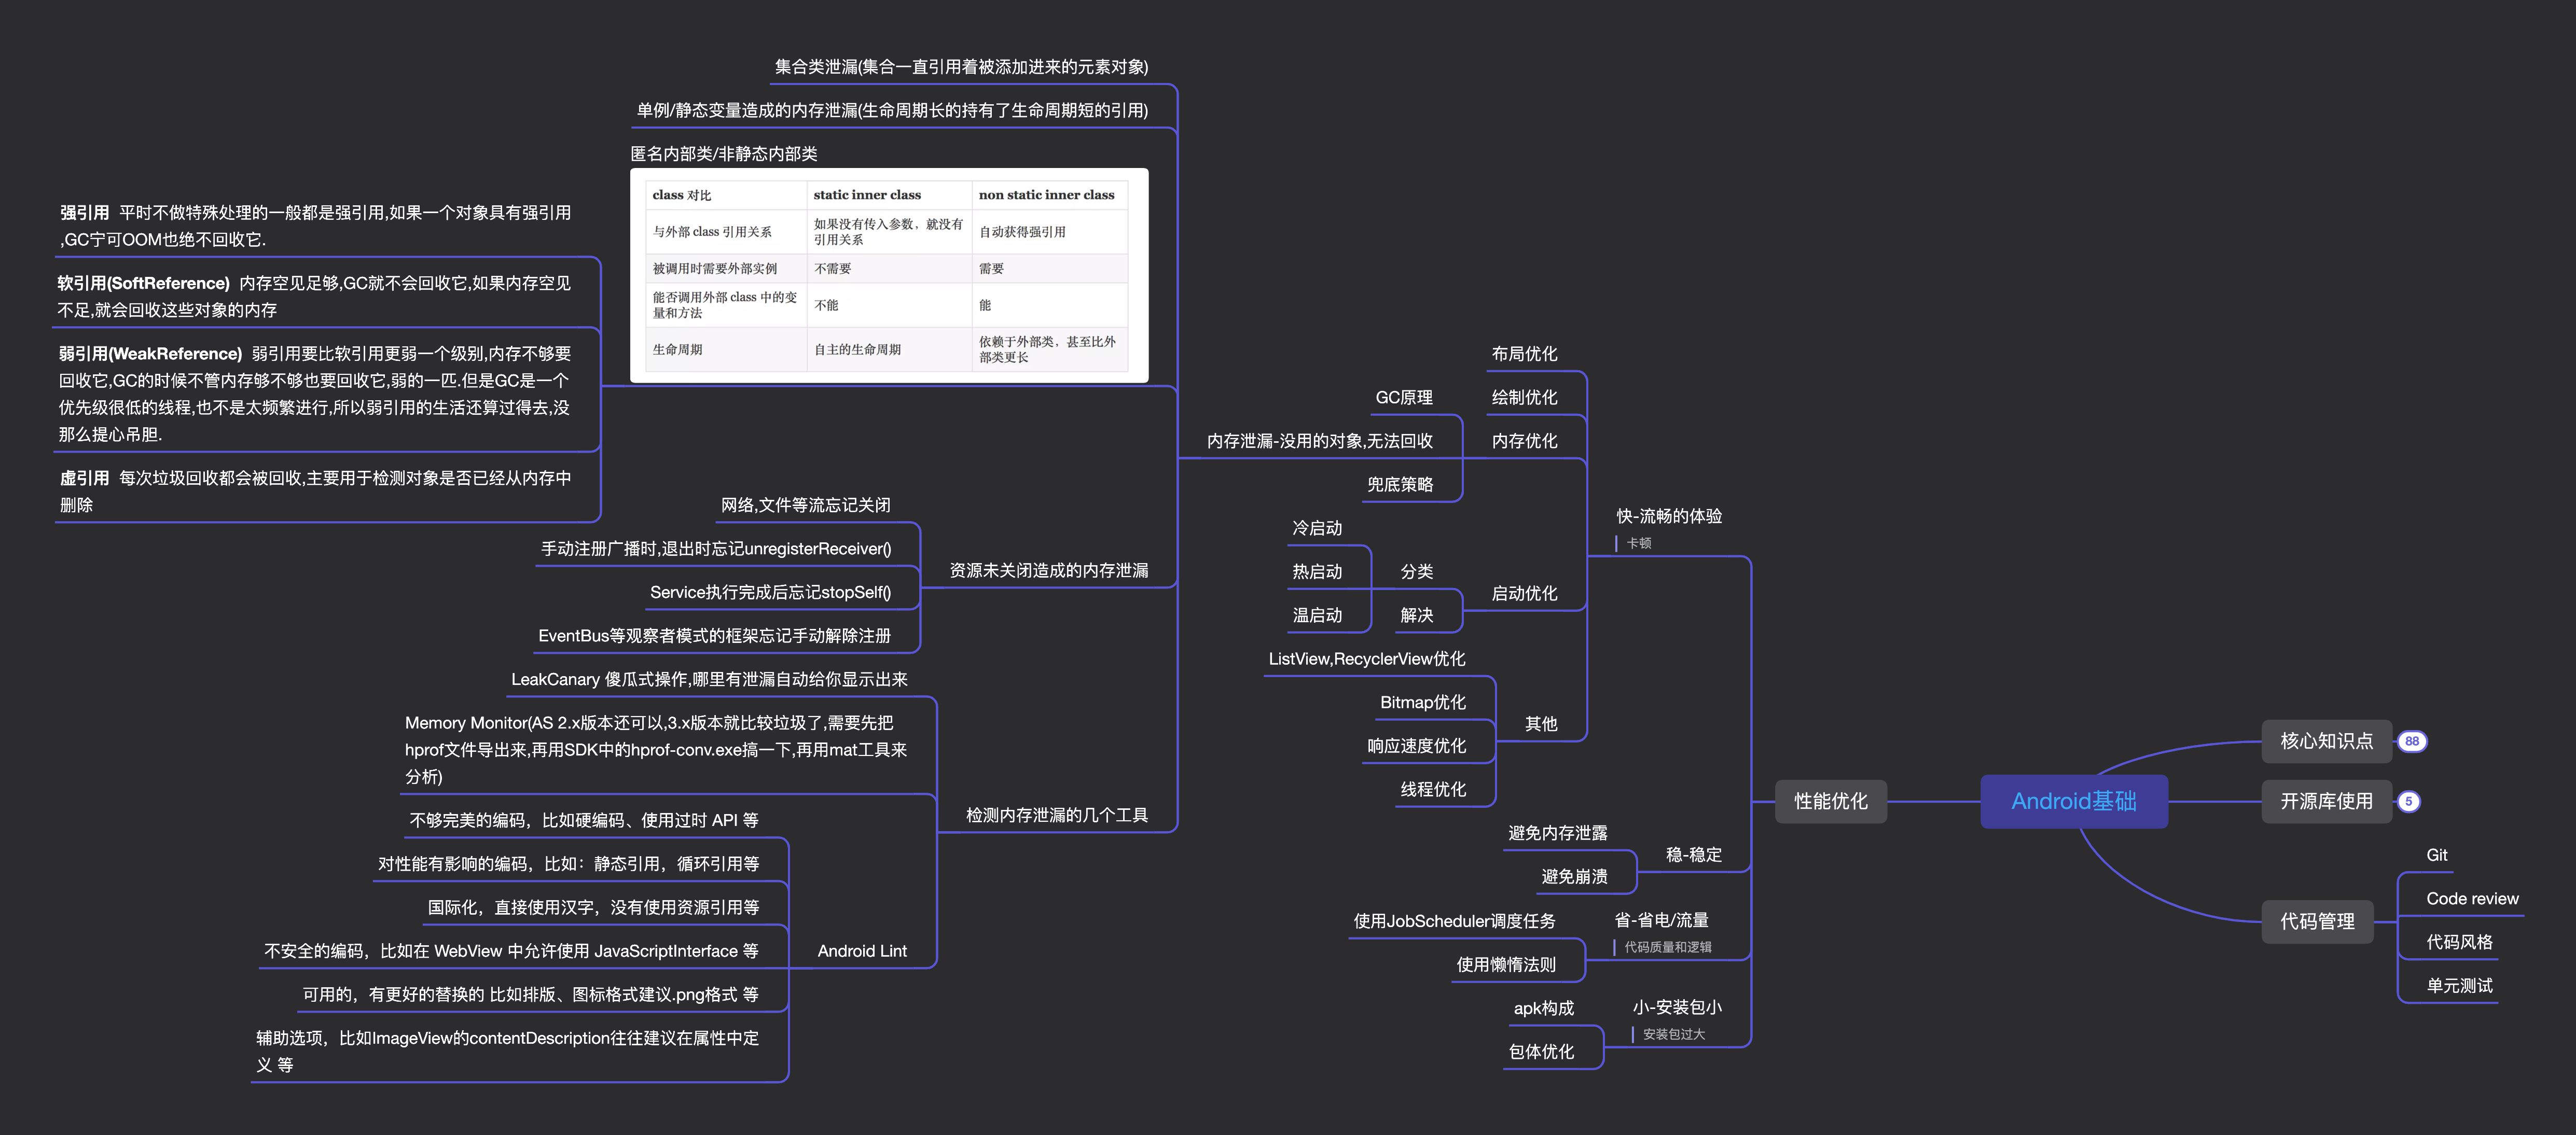 集合类泄漏(集合一直引用着被添加进来的元素对象)
单例/静态变量造成的内存泄漏(生命周期长的持有了生命周期短的引用)
匿名内部类/非静态内部类
class 对比 static inner class non static inner class
与外部 class 引用关系 如果没有传入参数，就没有引用关系 自动获得强引用
被调用时需要外部实例 不需要 需要
能否调用外部 class 中的变量和方法 不能 能
生命周期 自主的生命周期 依赖于外部类，甚至比外部类更长
强引用 平时不做特殊处理的一般都是强引用,如果一个对象具有强引用
,GC宁可OOM也绝不回收它.
软引用(SoftReference) 内存空见足够,GC就不会回收它,如果内存空见
不足,就会回收这些对象的内存
弱引用(WeakReference) 弱引用要比软引用更弱一个级别,内存不够要
回收它,GC的时候不管内存够不够也要回收它,弱的一匹.但是GC是一个
优先级很低的线程,也不是太频繁进行,所以弱引用的生活还算过得去,没
那么提心吊胆.
虚引用 每次垃圾回收都会被回收,主要用于检测对象是否已经从内存中
删除
网络,文件等流忘记关闭
手动注册广播时,退出时忘记unregisterReceiver()
Service执行完成后忘记stopSelf()
EventBus等观察者模式的框架忘记手动解除注册
资源未关闭造成的内存泄漏
LeakCanary 傻瓜式操作,哪里有泄漏自动给你显示出来
Memory Monitor(AS 2.x版本还可以,3.x版本就比较垃圾了,需要先把
hprof文件导出来,再用SDK中的hprof-conv.exe搞一下,再用mat工具来
分析)
不够完美的编码，比如硬编码、使用过时 API 等
对性能有影响的编码，比如：静态引用，循环引用等
国际化，直接使用汉字，没有使用资源引用等
不安全的编码，比如在 WebView 中允许使用 JavaScriptInterface 等
可用的，有更好的替换的 比如排版、图标格式建议.png格式 等
辅助选项，比如ImageView的contentDescription往往建议在属性中定
义 等
Android Lint
检测内存泄漏的几个工具
布局优化
绘制优化
GC原理
内存泄漏-没用的对象,无法回收
兜底策略
内存优化
冷启动
热启动
温启动
分类
解决
启动优化
ListView,RecyclerView优化
Bitmap优化
响应速度优化
线程优化
其他
快-流畅的体验
卡顿
避免内存泄露
避免崩溃
稳-稳定
使用JobScheduler调度任务
使用懒惰法则
省-省电/流量
代码质量和逻辑
apk构成
包体优化
小-安装包小
安装包过大
性能优化
Android基础
核心知识点 88
开源库使用 5
代码管理
Git
Code review
代码风格
单元测试